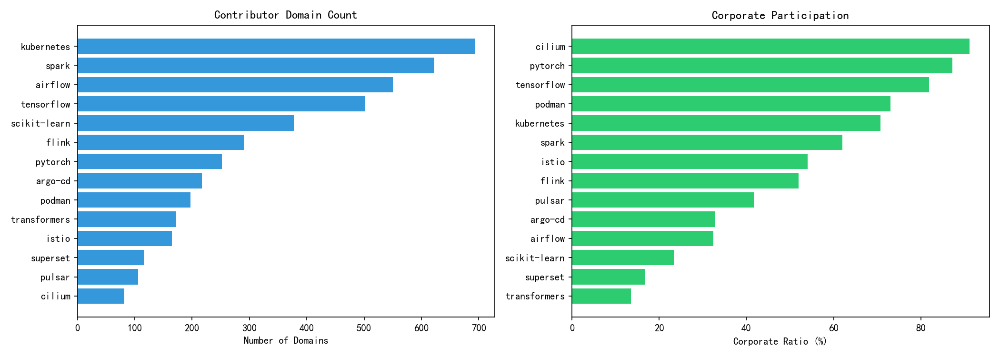 Contributor Domain Count
kubernetes
spark
airflow
tensorflow
scikit-learn
flink
pytorch
argo-cd
podman
transformers
istio
superset
pulsar
cilium
0 100 200 300 400 500 600 700
Number of Domains
Corporate Participation
cilium
pytorch
tensorflow
podman
kubernetes
spark
istio
flink
pulsar
argo-cd
airflow
scikit-learn
superset
transformers
0 20 40 60 80
Corporate Ratio (%)